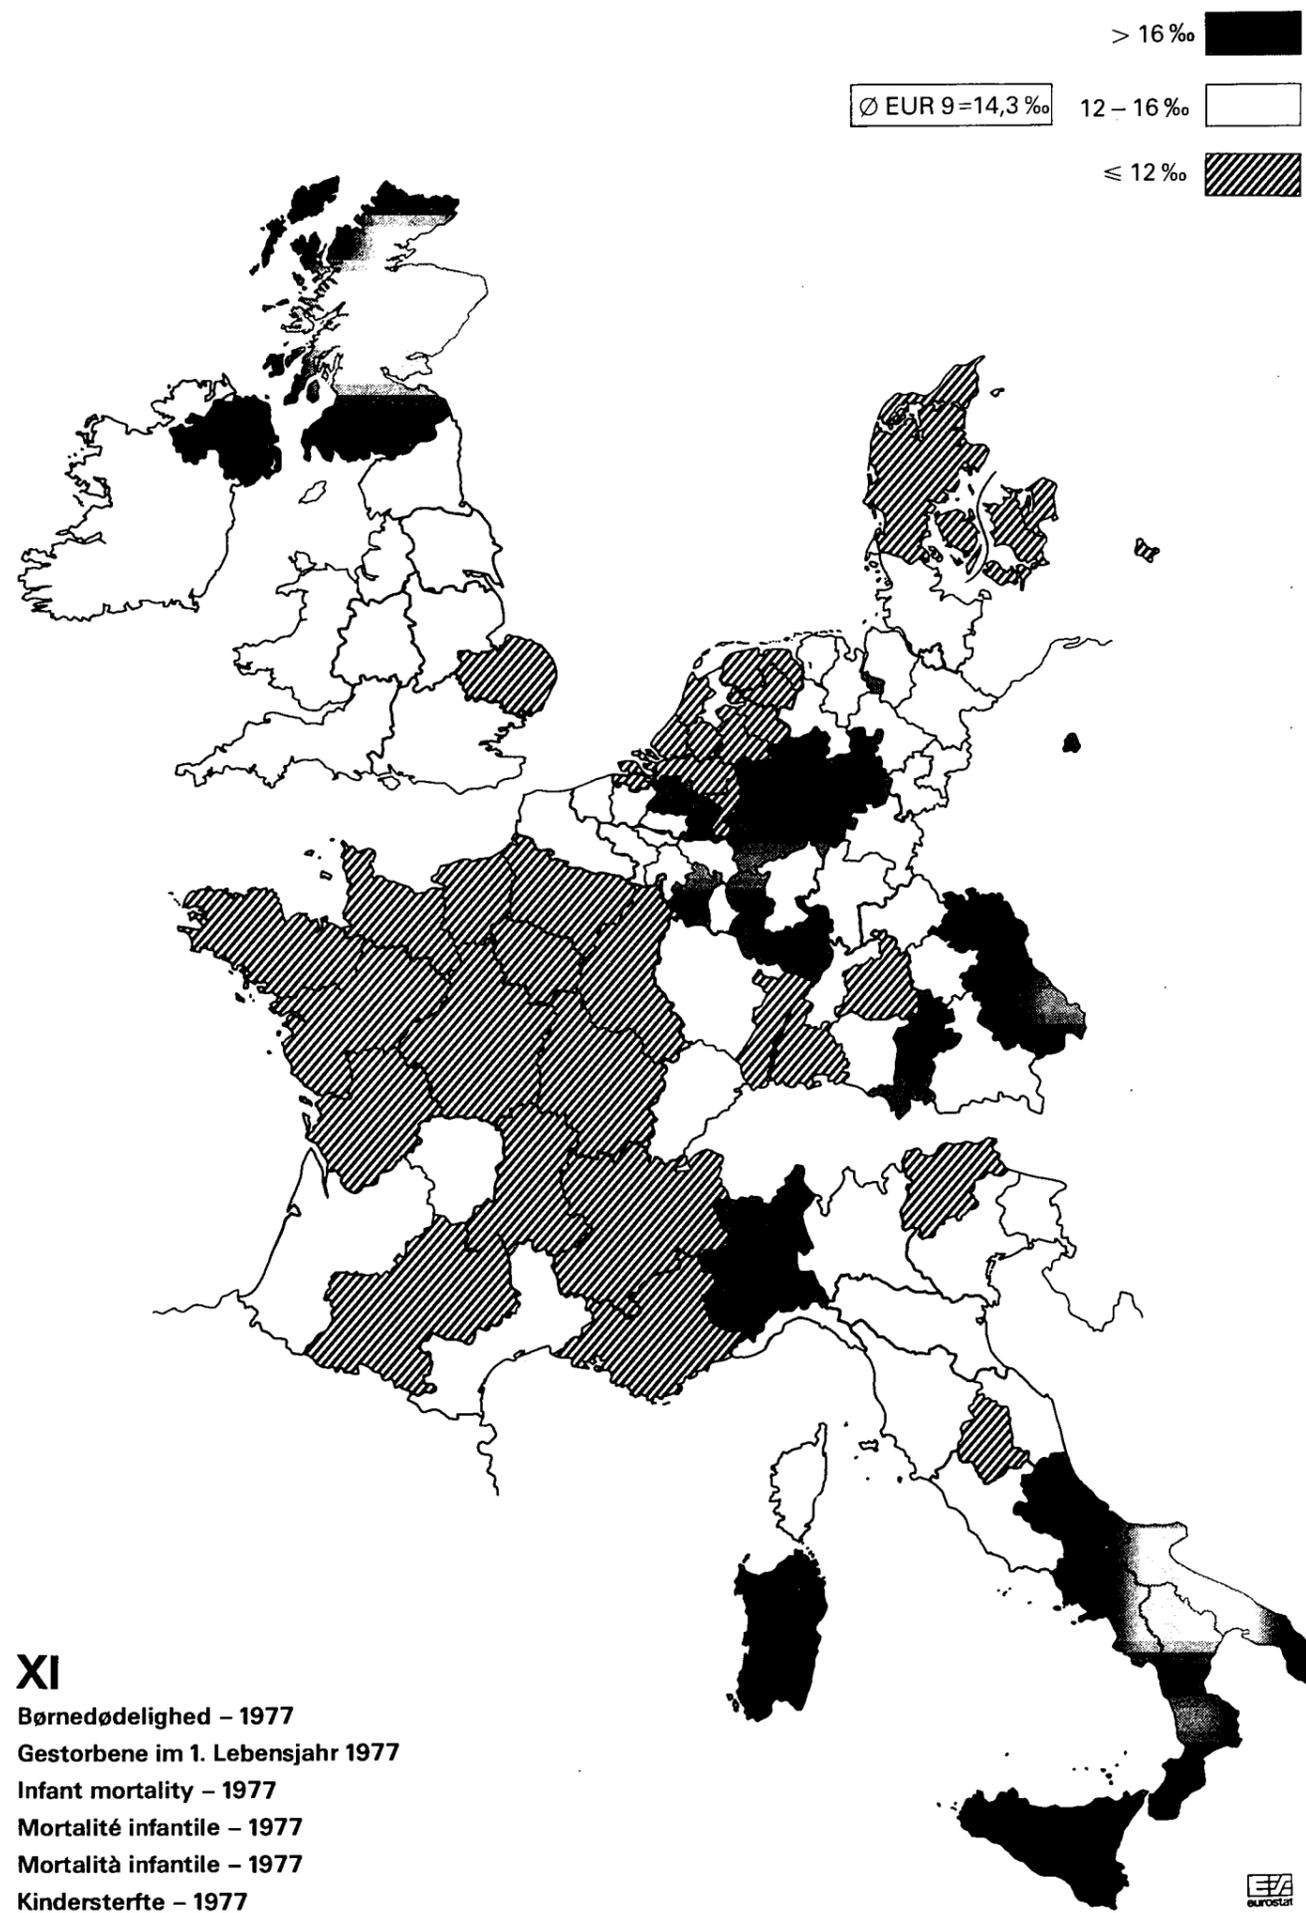 > 16 ‰
Ø EUR 9=14,3 ‰ 12 – 16 ‰
⩽ 12 ‰
XI
Børnedødelighed – 1977
Gestorbene im 1. Lebensjahr 1977
Infant mortality – 1977
Mortalité infantile – 1977
Mortalità infantile – 1977
Kindersterfte – 1977
eurostat